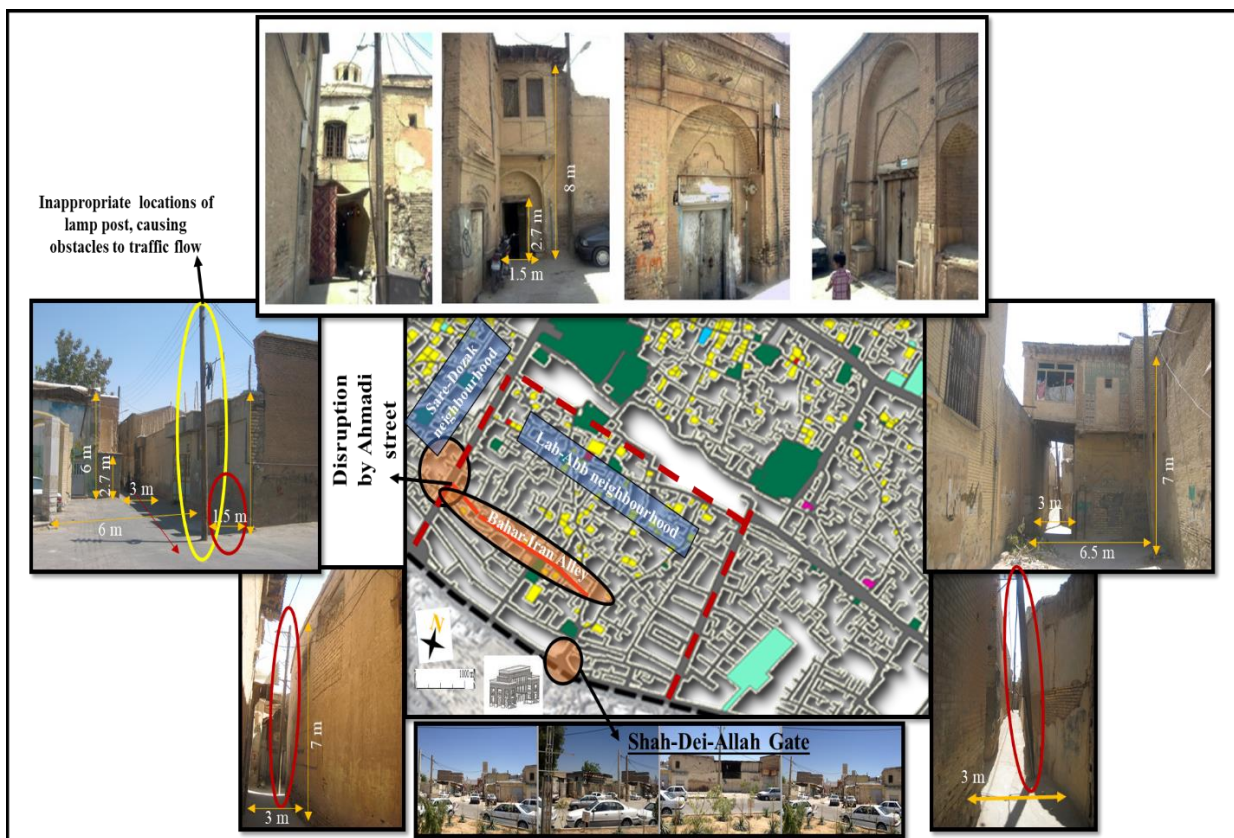 8 m
2.7 m
1.5 m
Inappropriate locations of
lamp post, causing
obstacles to traffic flow
6 m
2.7 m
3 m
6 m
1.5 m
Disruption
by Ahmadi
street
Sare-Dozak
neighbourhood
Lab-Abb neighbourhood
Bahar-Iran Alley
N
1000 m
7 m
3 m
6.5 m
7 m
3 m
Shah-Dei-Allah Gate
3 m